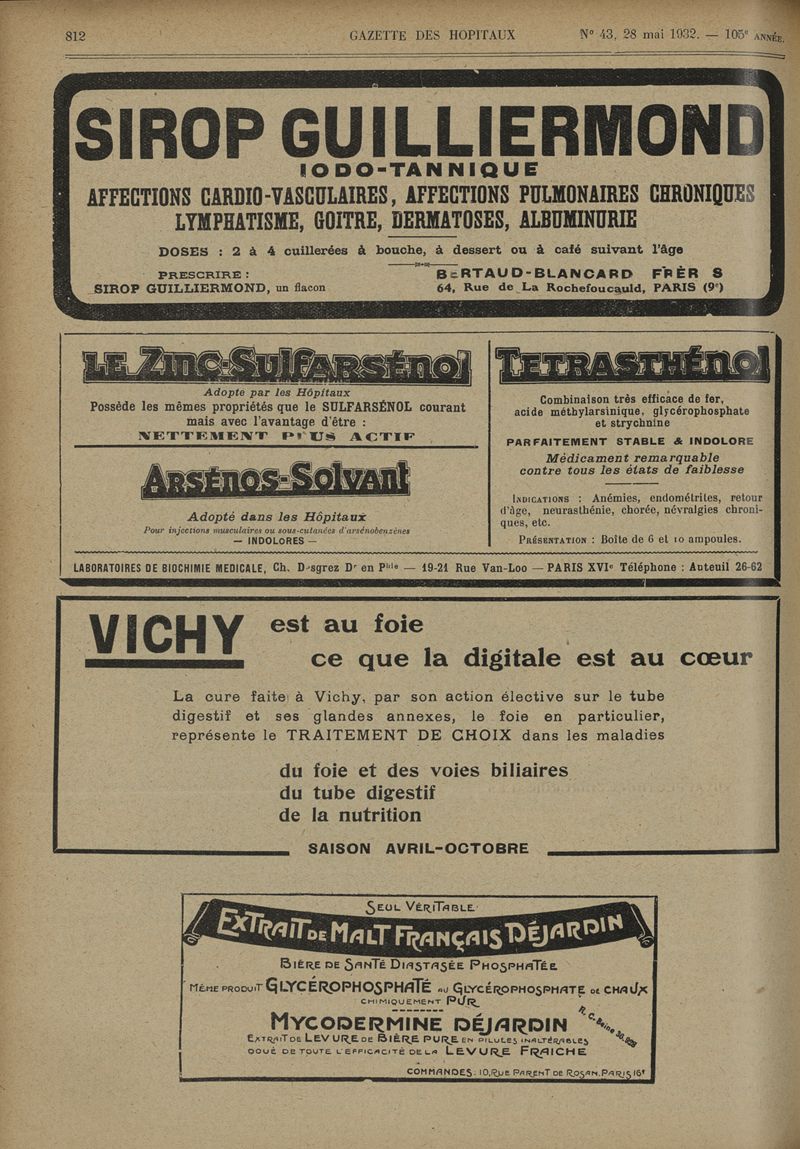 812
GAZETTE DES HOPITAUX
N° 43, 28 mai 1932. — 105e ANNÉE.
SIROP GUILLIERMOND
IODO-TANNIQUE
AFFECTIONS CARDIO-VASCULAIRES, AFFECTIONS PULMONAIRES CHRONIQUES
LYMPHATISME, GOITRE, DERMATOSES, ALBUMINURIE
DOSES : 2 à 4 cuillerées à bouche, à dessert ou à café suivant l'âge
PRESCRIRE :
SIROP GUILLIERMOND, un flacon
BERTAUD-BLANCARD FRÈR S
64, Rue de La Rochefoucauld, PARIS (9e)
LE ZINC-SULFARSÉNOL
Adopté par les Hôpitaux
Possède les mêmes propriétés que le SULFARSÉNOL courant
mais avec l'avantage d'être :
NETTEMENT PLUS ACTIF
ARSÉNOS-SOLVANT
Adopté dans les Hôpitaux
Pour injections musculaires ou sous-cutanées d'arsénobenzènes
— INDOLORES —
TETRASTHÉNOL
Combinaison très efficace de fer,
acide méthylarsinique, glycérophosphate
et strychnine
PARFAITEMENT STABLE & INDOLORE
Médicament remarquable
contre tous les états de faiblesse
INDICATIONS : Anémies, endométrites, retour
d'âge, neurasthénie, chorée, névralgies chroni-
ques, etc.
PRÉSENTATION : Boîte de 6 et 10 ampoules.
LABORATOIRES DE BIOCHIMIE MEDICALE, Ch. Desgrez Dr en Phie — 19-21 Rue Van-Loo — PARIS XVIe Téléphone : Auteuil 26-62
VICHY est au foie
ce que la digitale est au cœur
La cure faite à Vichy, par son action élective sur le tube
digestif et ses glandes annexes, le foie en particulier,
représente le TRAITEMENT DE CHOIX dans les maladies
du foie et des voies biliaires
du tube digestif
de la nutrition
SAISON AVRIL-OCTOBRE
SEUL VÉRITABLE
EXTRAIT DE MALT FRANÇAIS DÉJARDIN
BIÈRE DE SANTÉ DIASTASÉE PHOSPHATÉE
MÊME PRODUIT GLYCÉROPHOSPHATÉ AU GLYCÉROPHOSPHATE DE CHAUX
CHIMIQUEMENT PUR
MYCODERMINE DÉJARDIN
R. C. Seine 36.829
EXTRAIT DE LEVURE DE BIÈRE PURE EN PILULES INALTÉRABLES
DOUÉ DE TOUTE L'EFFICACITÉ DE LA LEVURE FRAICHE
COMMANDES : 10, RUE PARENT DE ROSAN, PARIS 16e